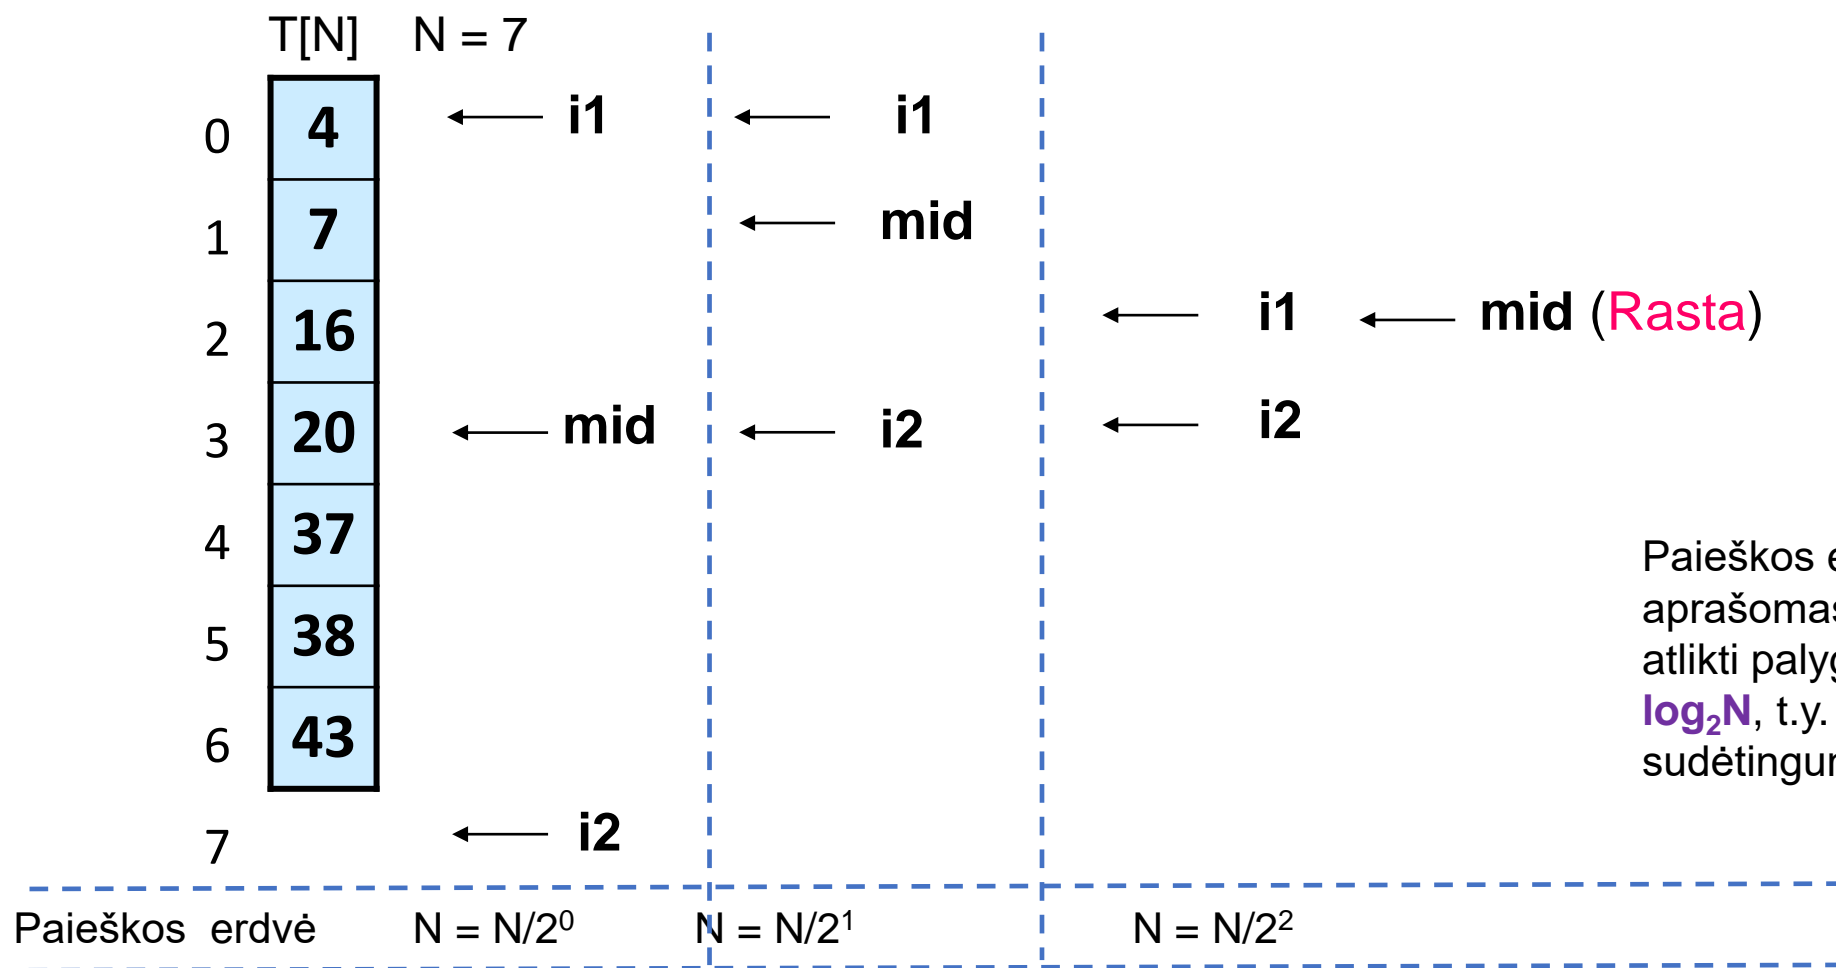 T[N] N = 7
0 4 i1 i1
1 7 mid
2 16 i1 mid (Rasta)
3 20 mid i2 i2
4 37
5 38
6 43
7 i2
Paieškos
atlikti
log₂N, t.y.
Paieškos erdvė N = N/2⁰ N = N/2¹ N = N/2²